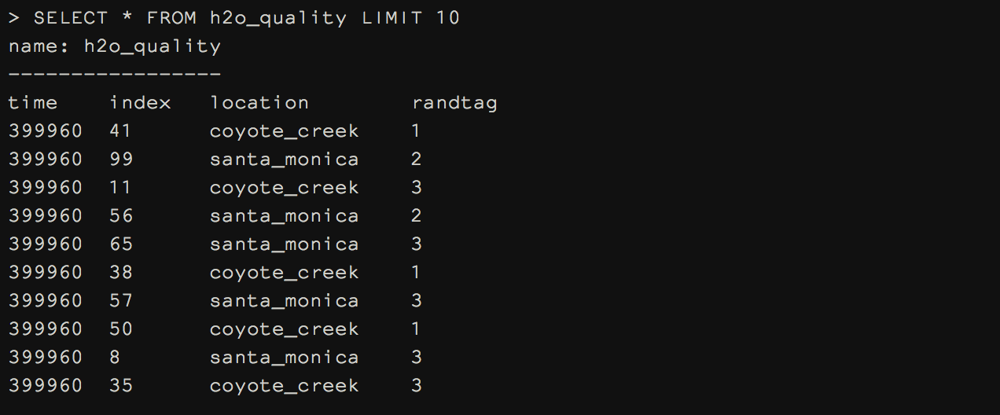 > SELECT * FROM h2o_quality LIMIT 10
name: h2o_quality
-----------------
time    index   location        randtag
399960  41      coyote_creek    1
399960  99      santa_monica    2
399960  11      coyote_creek    3
399960  56      santa_monica    2
399960  65      santa_monica    3
399960  38      coyote_creek    1
399960  57      santa_monica    3
399960  50      coyote_creek    1
399960  8       santa_monica    3
399960  35      coyote_creek    3